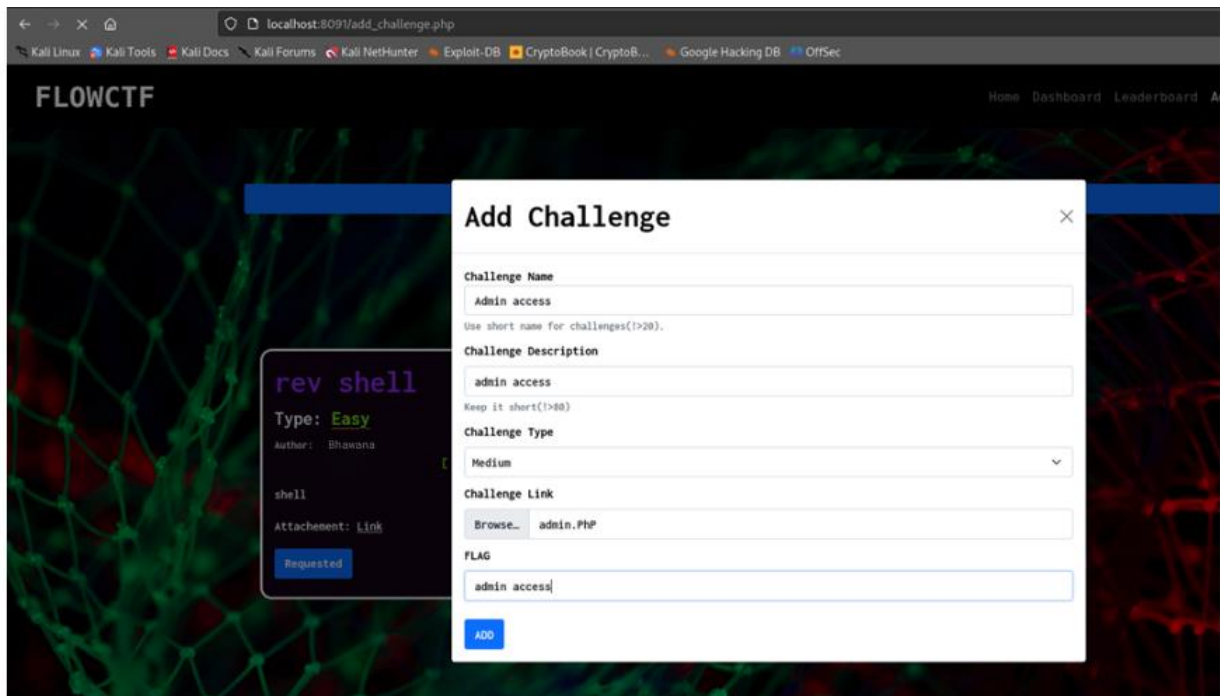 localhost:8091/add_challenge.php
Kali Linux Kali Tools Kali Docs Kali Forums Kali NetHunter Exploit-DB CryptoBook | CryptoB... Google Hacking DB OffSec
FLOWCTF
Home Dashboard Leaderboard
Add Challenge
Challenge Name
Admin access
Use short name for challenges(!>20).
Challenge Description
admin access
Keep it short(!>80)
Challenge Type
Medium
Challenge Link
Browse… admin.PhP
FLAG
admin access
ADD
rev shell
Type: Easy
Author: Bhawana
[
shell
Attachement: Link
Requested